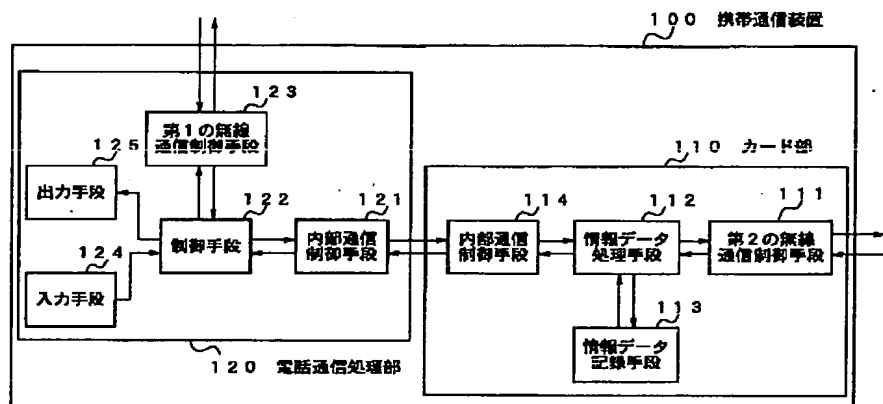 100 携帯通信装置
123
第1の無線
通信制御手段
125
出力手段
122
制御手段
121
内部通信
制御手段
124
入力手段
120 電話通信処理部
110 カード部
114
内部通信
制御手段
112
情報データ
処理手段
111
第2の無線
通信制御手段
113
情報データ
記録手段